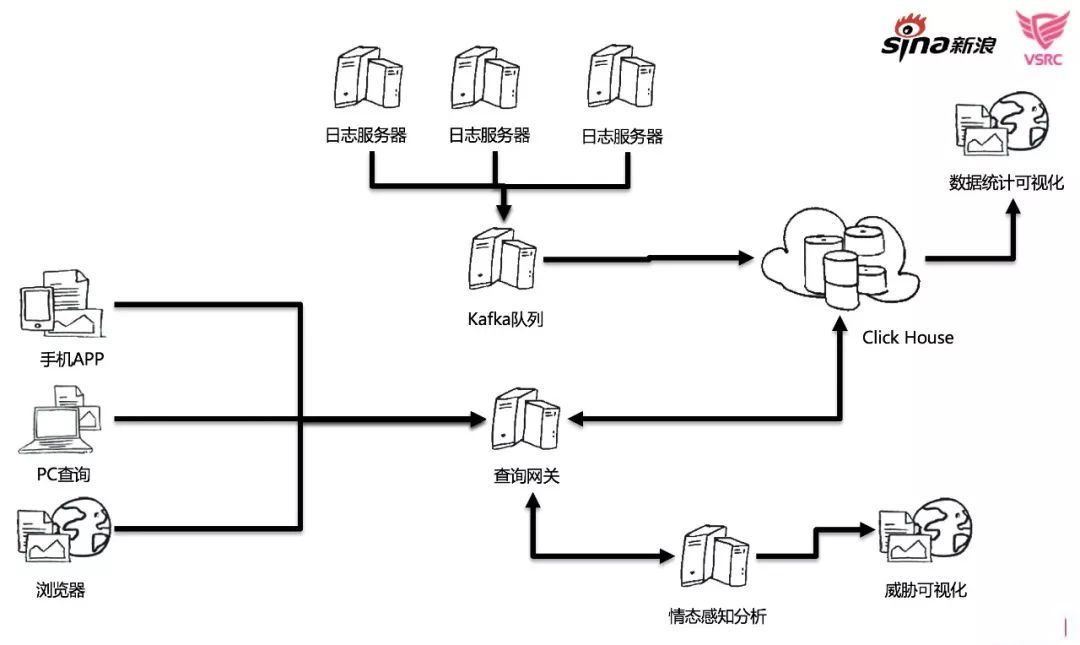 sina新浪
VSRC
日志服务器
日志服务器
日志服务器
数据统计可视化
Kafka队列
Click House
手机APP
PC查询
查询网关
浏览器
情态感知分析
威胁可视化